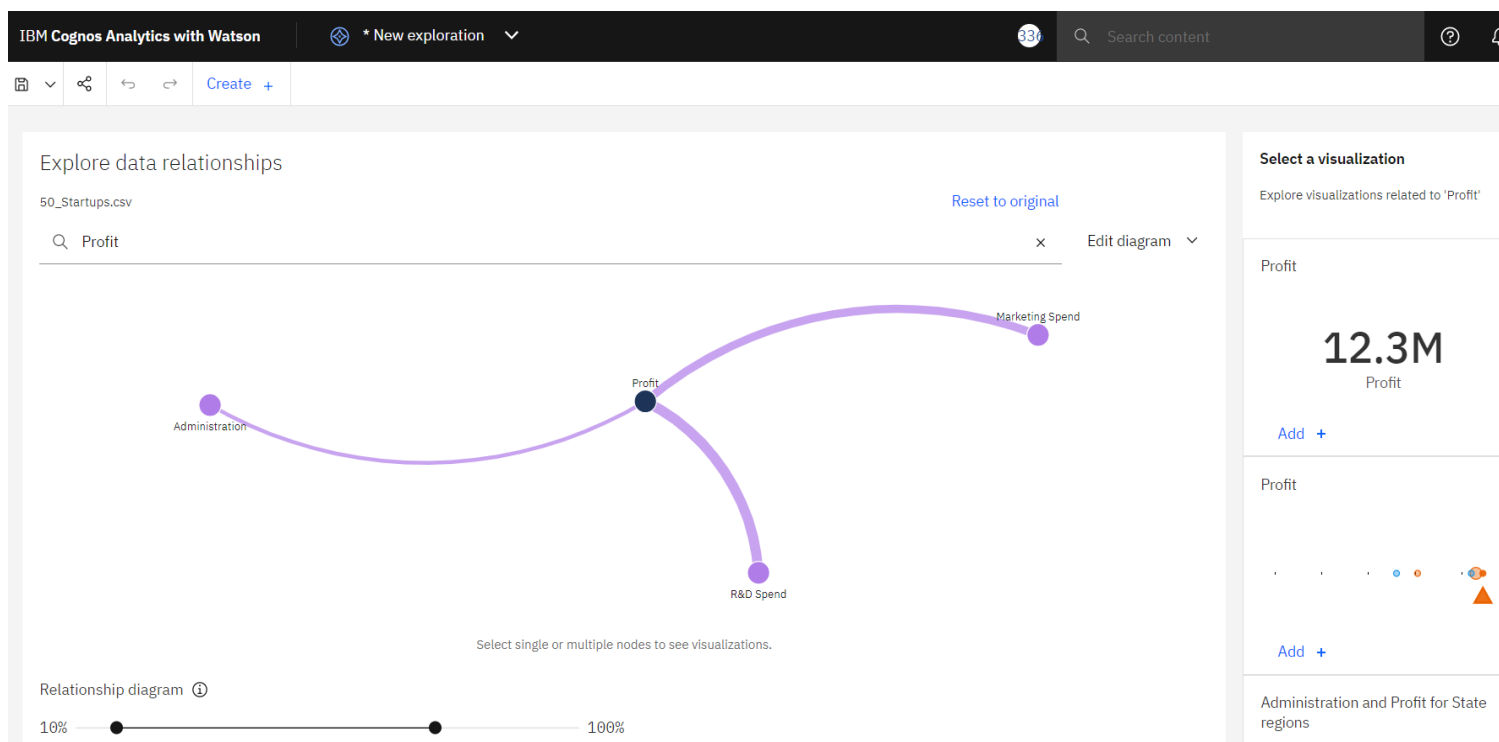 IBM Cognos Analytics with Watson
* New exploration
336
Search content
Create +
Explore data relationships
50_Startups.csv
Reset to original
Profit
Edit diagram
Marketing Spend
Profit
Administration
R&D Spend
Select single or multiple nodes to see visualizations.
Relationship diagram
10%
100%
Select a visualization
Explore visualizations related to 'Profit'
Profit
12.3M
Profit
Add +
Profit
Add +
Administration and Profit for State
regions